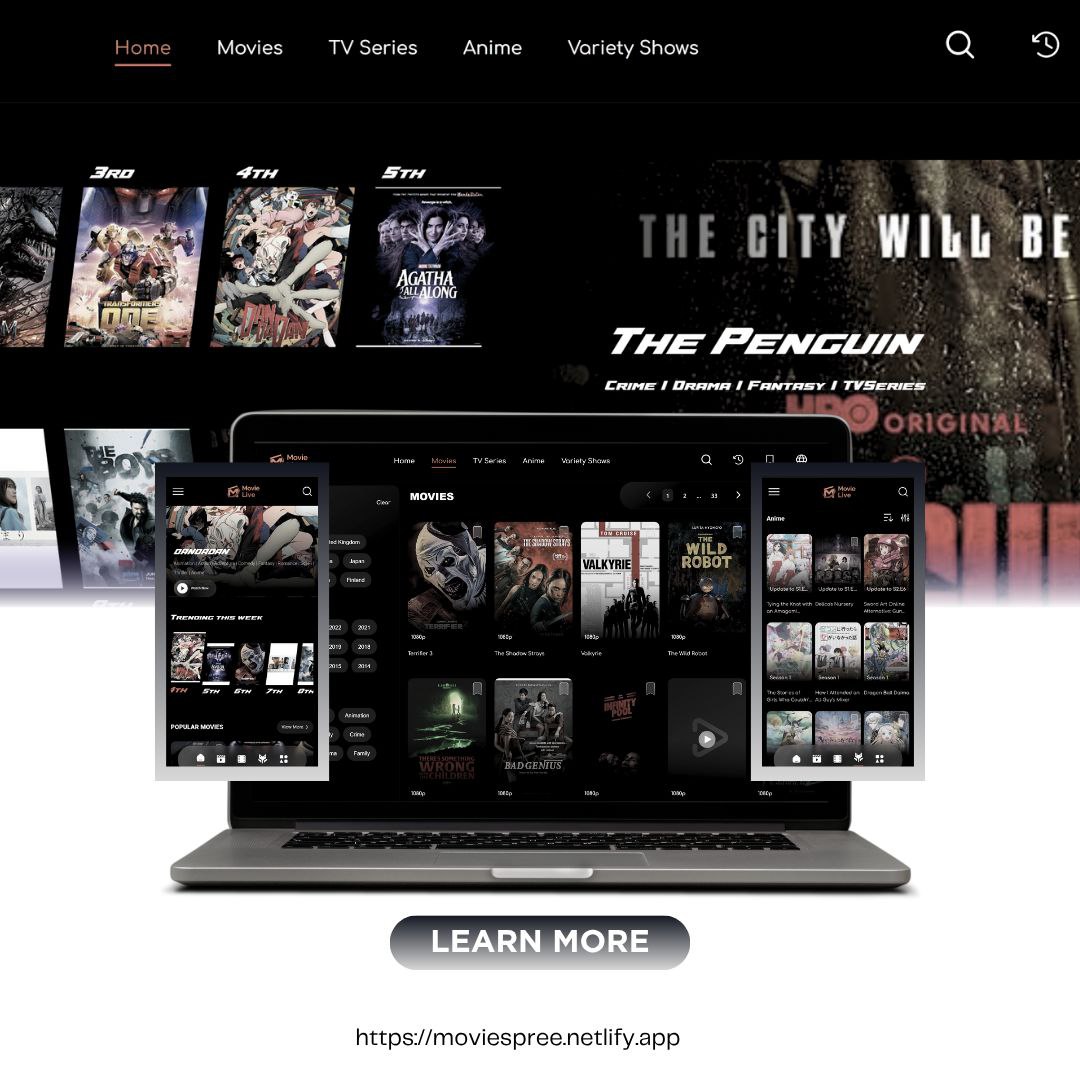 Home Movies TV Series Anime Variety Shows
3RD 4TH 5TH
THE CITY WILL BE
TRANSFORMERS
ONE
DAN DA DAN
AGATHA
ALL ALONG
THE PENGUIN
CRIME | DRAMA | FANTASY | TVSERIES
HBO ORIGINAL
THE
BOYS
Movie
Home Movies TV Series Anime Variety Shows
Clear
MOVIES
1 2 ... 33
Japan
Finland
2022 2021
2019 2018
2015 2014
Animation
Crime
Family
TERRIFIER
THE SHADOW STRAYS
TOM CRUISE
VALKYRIE
LUPITA NYONG'O
THE
WILD
ROBOT
1080p 1080p 1080p 1080p
Terrifier 3 The Shadow Strays Valkyrie The Wild Robot
THERE'S SOMETHING
WRONG
WITH THE
CHILDREN
BAD GENIUS
INFINITY
POOL
1080p 1080p 1080p 1080p 1080p
Movie
Live
DANDADAN
Watch Now
TRENDING THIS WEEK
4TH 5TH 6TH 7TH 8TH
POPULAR MOVIES View More
Movie
Live
Anime
Update to S1.E... Update to S1.E... Update to S2.E6
Tying the Knot with an Amagami...
Delico's Nursery
Sword Art Online Alternative: Gun...
Season 1 Season 1 Season 1
The Stories of Girls Who Couldn'...
How I Attended an All-Guy's Mixer
Dragon Ball Daima
LEARN MORE
https://moviespree.netlify.app